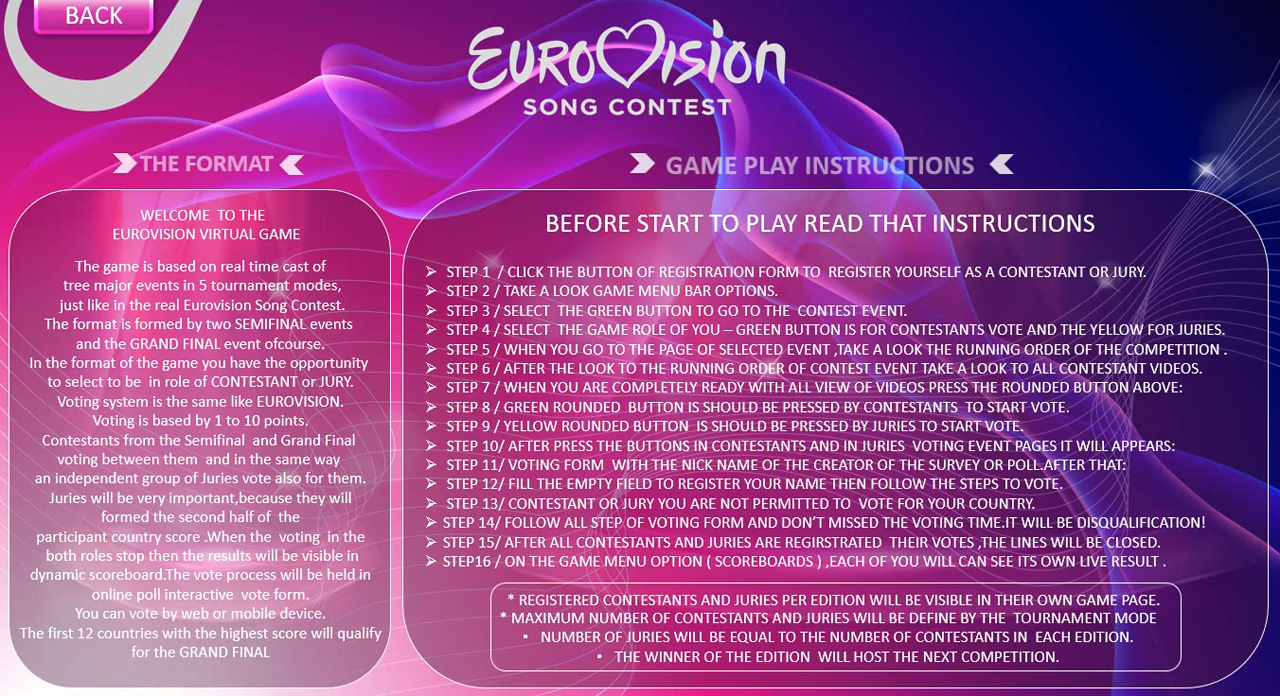 BACK
EUROVISION
SONG CONTEST
THE FORMAT
WELCOME TO THE
EUROVISION VIRTUAL GAME
The game is based on real time cast of
tree major events in 5 tournament modes,
just like in the real Eurovision Song Contest.
The format is formed by two SEMIFINAL events
and the GRAND FINAL event ofcourse.
In the format of the game you have the opportunity
to select to be in role of CONTESTANT or JURY.
Voting system is the same like EUROVISION.
Voting is based by 1 to 10 points.
Contestants from the Semifinal and Grand Final
voting between them and in the same way
an independent group of Juries vote also for them.
Juries will be very important,because they will
formed the second half of the
participant country score .When the voting in the
both roles stop then the results will be visible in
dynamic scoreboard.The vote process will be held in
online poll interactive vote form.
You can vote by web or mobile device.
The first 12 countries with the highest score will qualify
for the GRAND FINAL
GAME PLAY INSTRUCTIONS
BEFORE START TO PLAY READ THAT INSTRUCTIONS
➢ STEP 1 / CLICK THE BUTTON OF REGISTRATION FORM TO REGISTER YOURSELF AS A CONTESTANT OR JURY.
➢ STEP 2 / TAKE A LOOK GAME MENU BAR OPTIONS.
➢ STEP 3 / SELECT THE GREEN BUTTON TO GO TO THE CONTEST EVENT.
➢ STEP 4 / SELECT THE GAME ROLE OF YOU – GREEN BUTTON IS FOR CONTESTANTS VOTE AND THE YELLOW FOR JURIES.
➢ STEP 5 / WHEN YOU GO TO THE PAGE OF SELECTED EVENT ,TAKE A LOOK THE RUNNING ORDER OF THE COMPETITION .
➢ STEP 6 / AFTER THE LOOK TO THE RUNNING ORDER OF CONTEST EVENT TAKE A LOOK TO ALL CONTESTANT VIDEOS.
➢ STEP 7 / WHEN YOU ARE COMPLETELY READY WITH ALL VIEW OF VIDEOS PRESS THE ROUNDED BUTTON ABOVE:
➢ STEP 8 / GREEN ROUNDED BUTTON IS SHOULD BE PRESSED BY CONTESTANTS TO START VOTE.
➢ STEP 9 / YELLOW ROUNDED BUTTON IS SHOULD BE PRESSED BY JURIES TO START VOTE.
➢ STEP 10/ AFTER PRESS THE BUTTONS IN CONTESTANTS AND IN JURIES VOTING EVENT PAGES IT WILL APPEARS:
➢ STEP 11/ VOTING FORM WITH THE NICK NAME OF THE CREATOR OF THE SURVEY OR POLL.AFTER THAT:
➢ STEP 12/ FILL THE EMPTY FIELD TO REGISTER YOUR NAME THEN FOLLOW THE STEPS TO VOTE.
➢ STEP 13/ CONTESTANT OR JURY YOU ARE NOT PERMITTED TO VOTE FOR YOUR COUNTRY.
➢ STEP 14/ FOLLOW ALL STEP OF VOTING FORM AND DON'T MISSED THE VOTING TIME.IT WILL BE DISQUALIFICATION!
➢ STEP 15/ AFTER ALL CONTESTANTS AND JURIES ARE REGIRSTRATED THEIR VOTES ,THE LINES WILL BE CLOSED.
➢ STEP16 / ON THE GAME MENU OPTION ( SCOREBOARDS ) ,EACH OF YOU WILL CAN SEE ITS OWN LIVE RESULT .
* REGISTERED CONTESTANTS AND JURIES PER EDITION WILL BE VISIBLE IN THEIR OWN GAME PAGE.
* MAXIMUM NUMBER OF CONTESTANTS AND JURIES WILL BE DEFINE BY THE TOURNAMENT MODE
• NUMBER OF JURIES WILL BE EQUAL TO THE NUMBER OF CONTESTANTS IN EACH EDITION.
• THE WINNER OF THE EDITION WILL HOST THE NEXT COMPETITION.